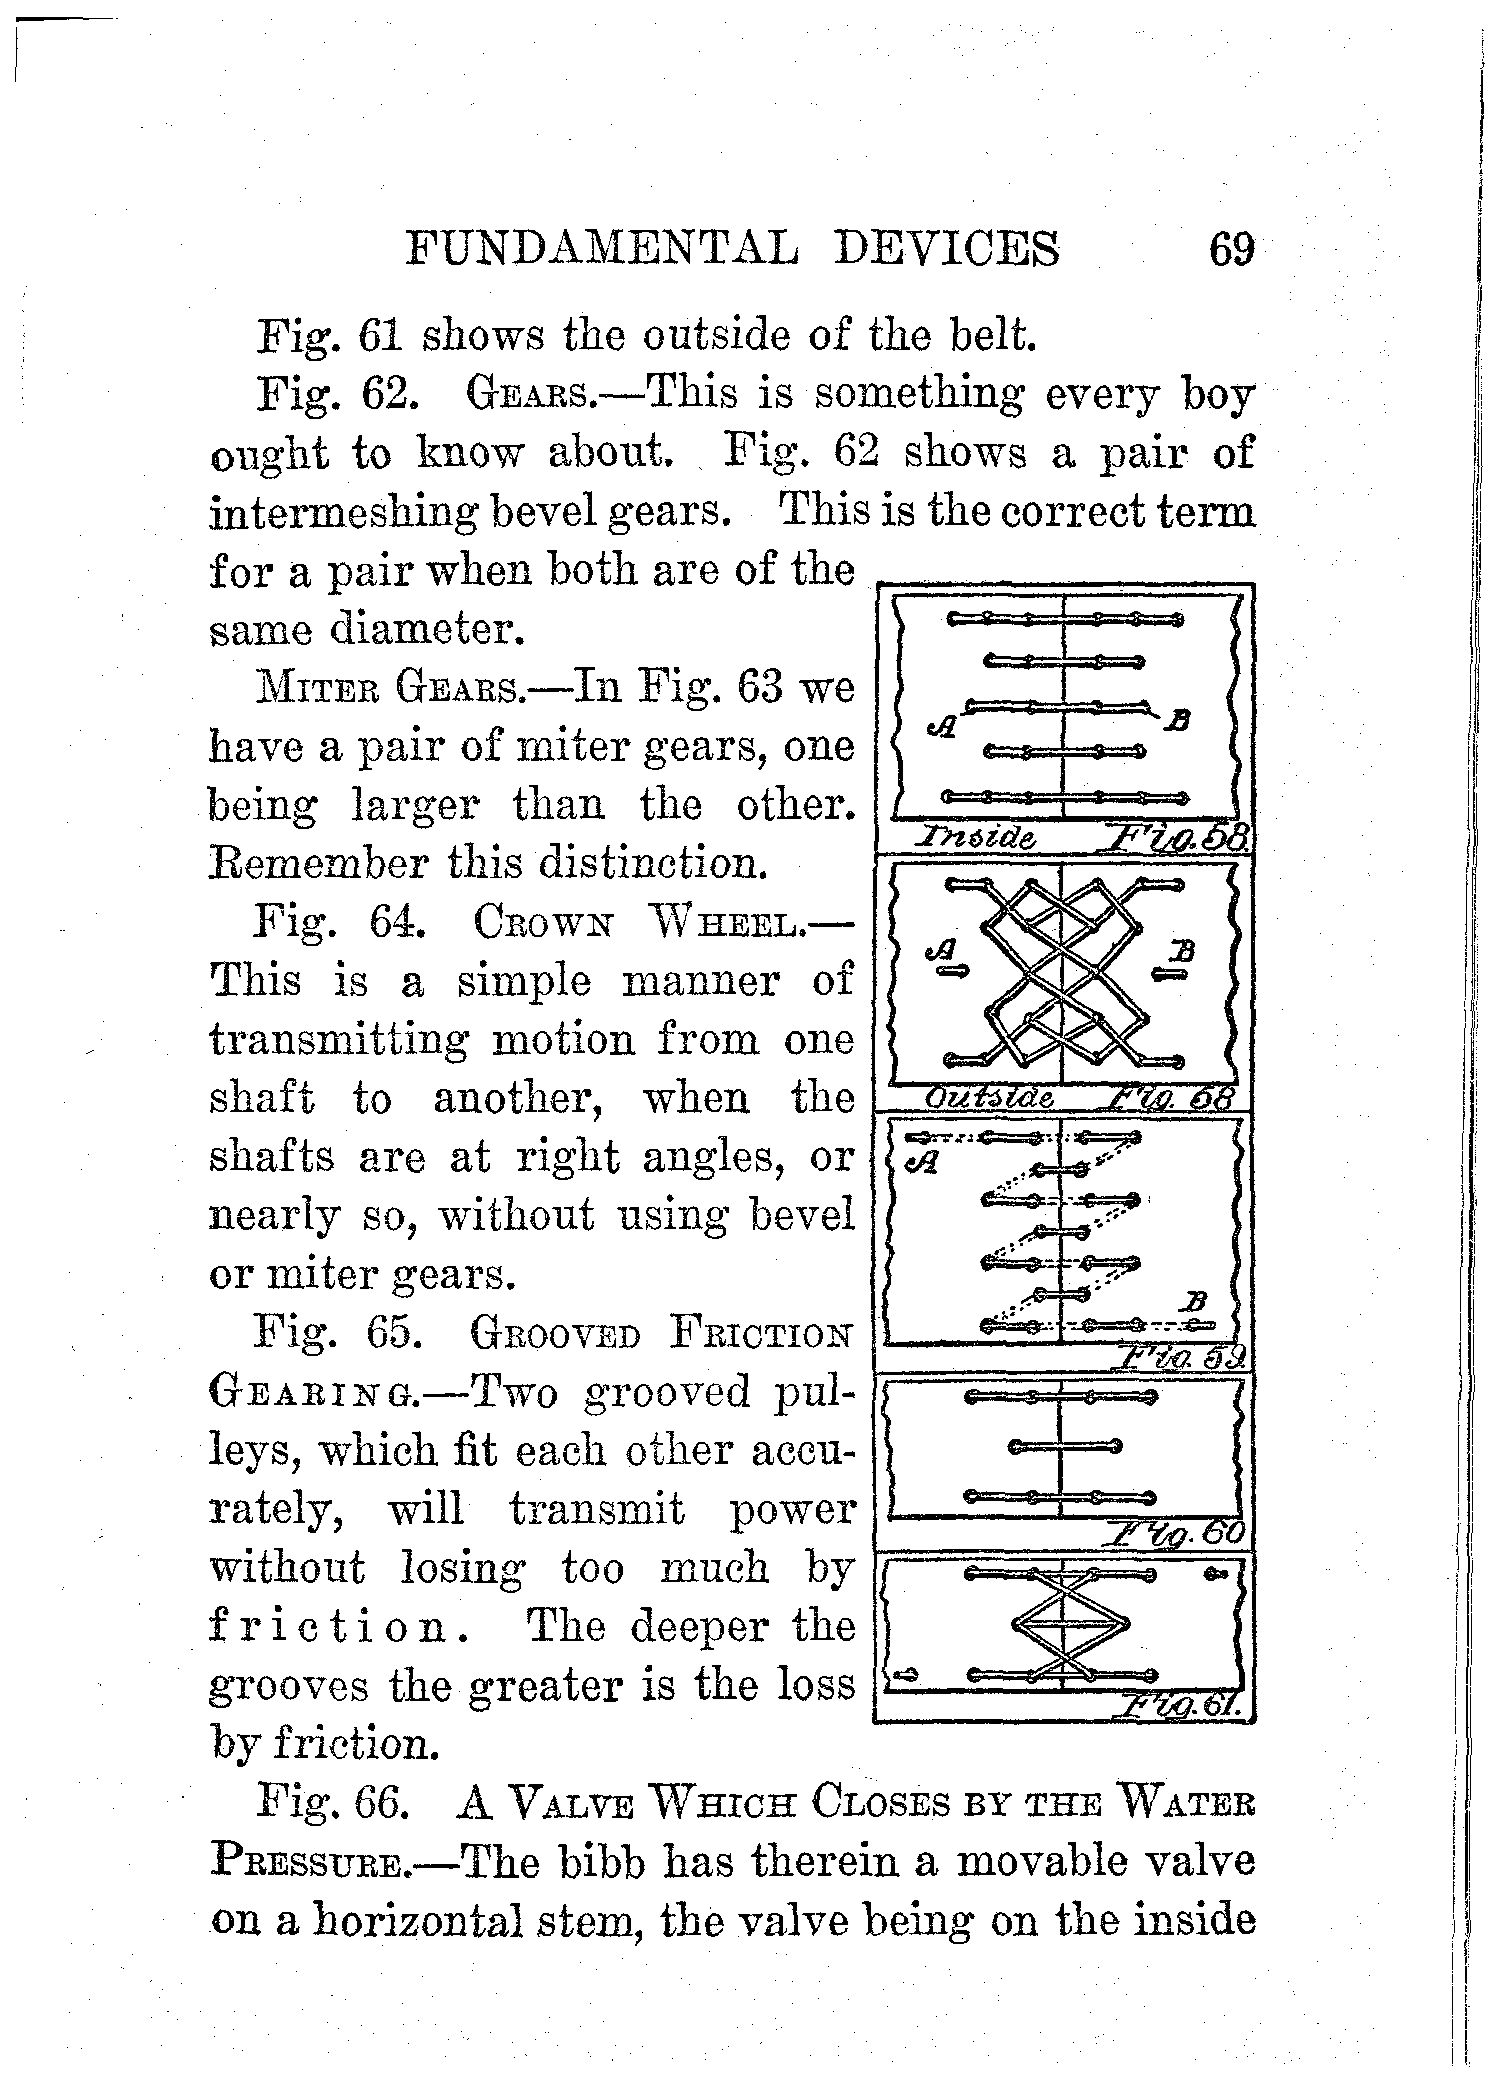 FUNDAMENTAL DEVICES 69
Fig. 61 shows the outside of the belt.
Fig. 62. GEARS.—This is something every boy
ought to know about. Fig. 62 shows a pair of
intermeshing bevel gears. This is the correct term
for a pair when both are of the
same diameter.
MITER GEARS.—In Fig. 63 we
have a pair of miter gears, one
being larger than the other.
Remember this distinction.
Fig. 64. CROWN WHEEL.—
This is a simple manner of
transmitting motion from one
shaft to another, when the
shafts are at right angles, or
nearly so, without using bevel
or miter gears.
Fig. 65. GROOVED FRICTION
GEARING.—Two grooved pul-
leys, which fit each other accu-
rately, will transmit power
without losing too much by
friction. The deeper the
grooves the greater is the loss
by friction.
A B
Inside Fig. 58.
A B
Outside Fig. 58
A
B
Fig. 59.
Fig. 60
Fig. 61.
Fig. 66. A VALVE WHICH CLOSES BY THE WATER
PRESSURE.—The bibb has therein a movable valve
on a horizontal stem, the valve being on the inside